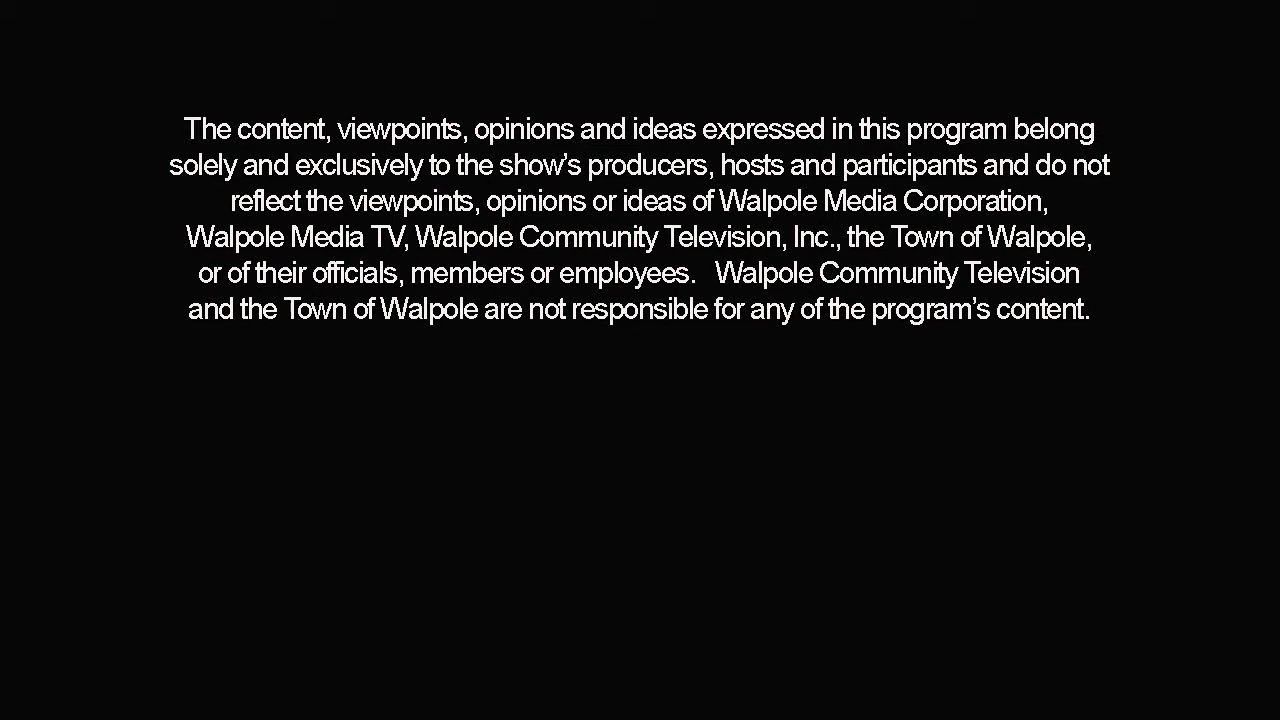 The content, viewpoints, opinions and ideas expressed in this program belong
solely and exclusively to the show’s producers, hosts and participants and do not
reflect the viewpoints, opinions or ideas of Walpole Media Corporation,
Walpole Media TV, Walpole Community Television, Inc., the Town of Walpole,
or of their officials, members or employees.   Walpole Community Television
and the Town of Walpole are not responsible for any of the program’s content.